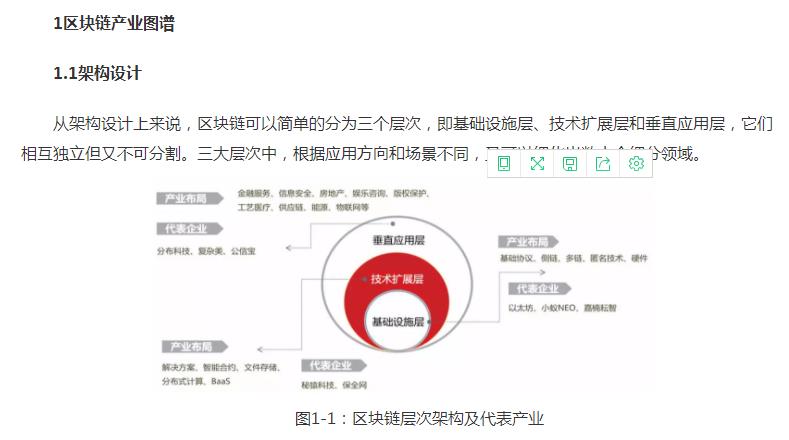 1区块链产业图谱
1.1架构设计
从架构设计上来说，区块链可以简单的分为三个层次，即基础设施层、技术扩展层和垂直应用层，它们
相互独立但又不可分割。三大层次中，根据应用方向和场景不同，又可以细分出数十个细分领域。
产业布局
金融服务、信息安全、房地产、娱乐咨询、版权保护、
工艺医疗、供应链、能源、物联网等
代表企业
分布科技、复杂美、公信宝
垂直应用层
技术扩展层
基础设施层
产业布局
基础协议、侧链、多链、匿名技术、硬件
代表企业
以太坊、小蚁NEO、嘉楠耘智
产业布局
解决方案、智能合约、文件存储、
分布式计算、BaaS
代表企业
秘猿科技、保全网
图1-1：区块链层次架构及代表产业